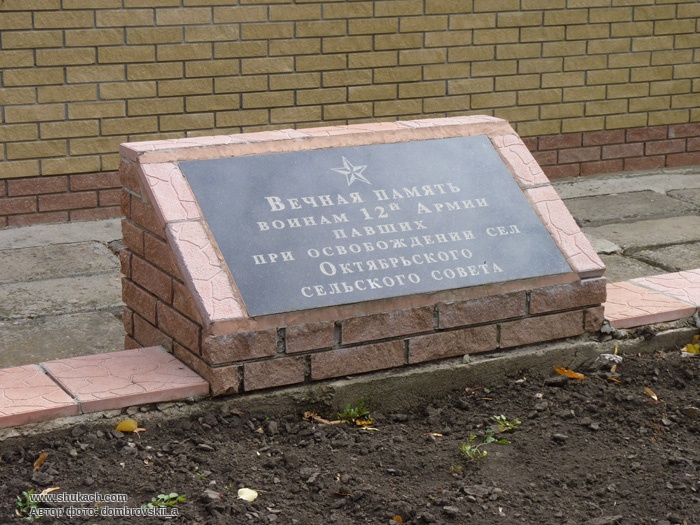 Вечная память
воинам 12й Армии
павших
при освобождении сел
Октябрьского
сельского совета
www.shukach.com
Автор фото: dombrovskii_a